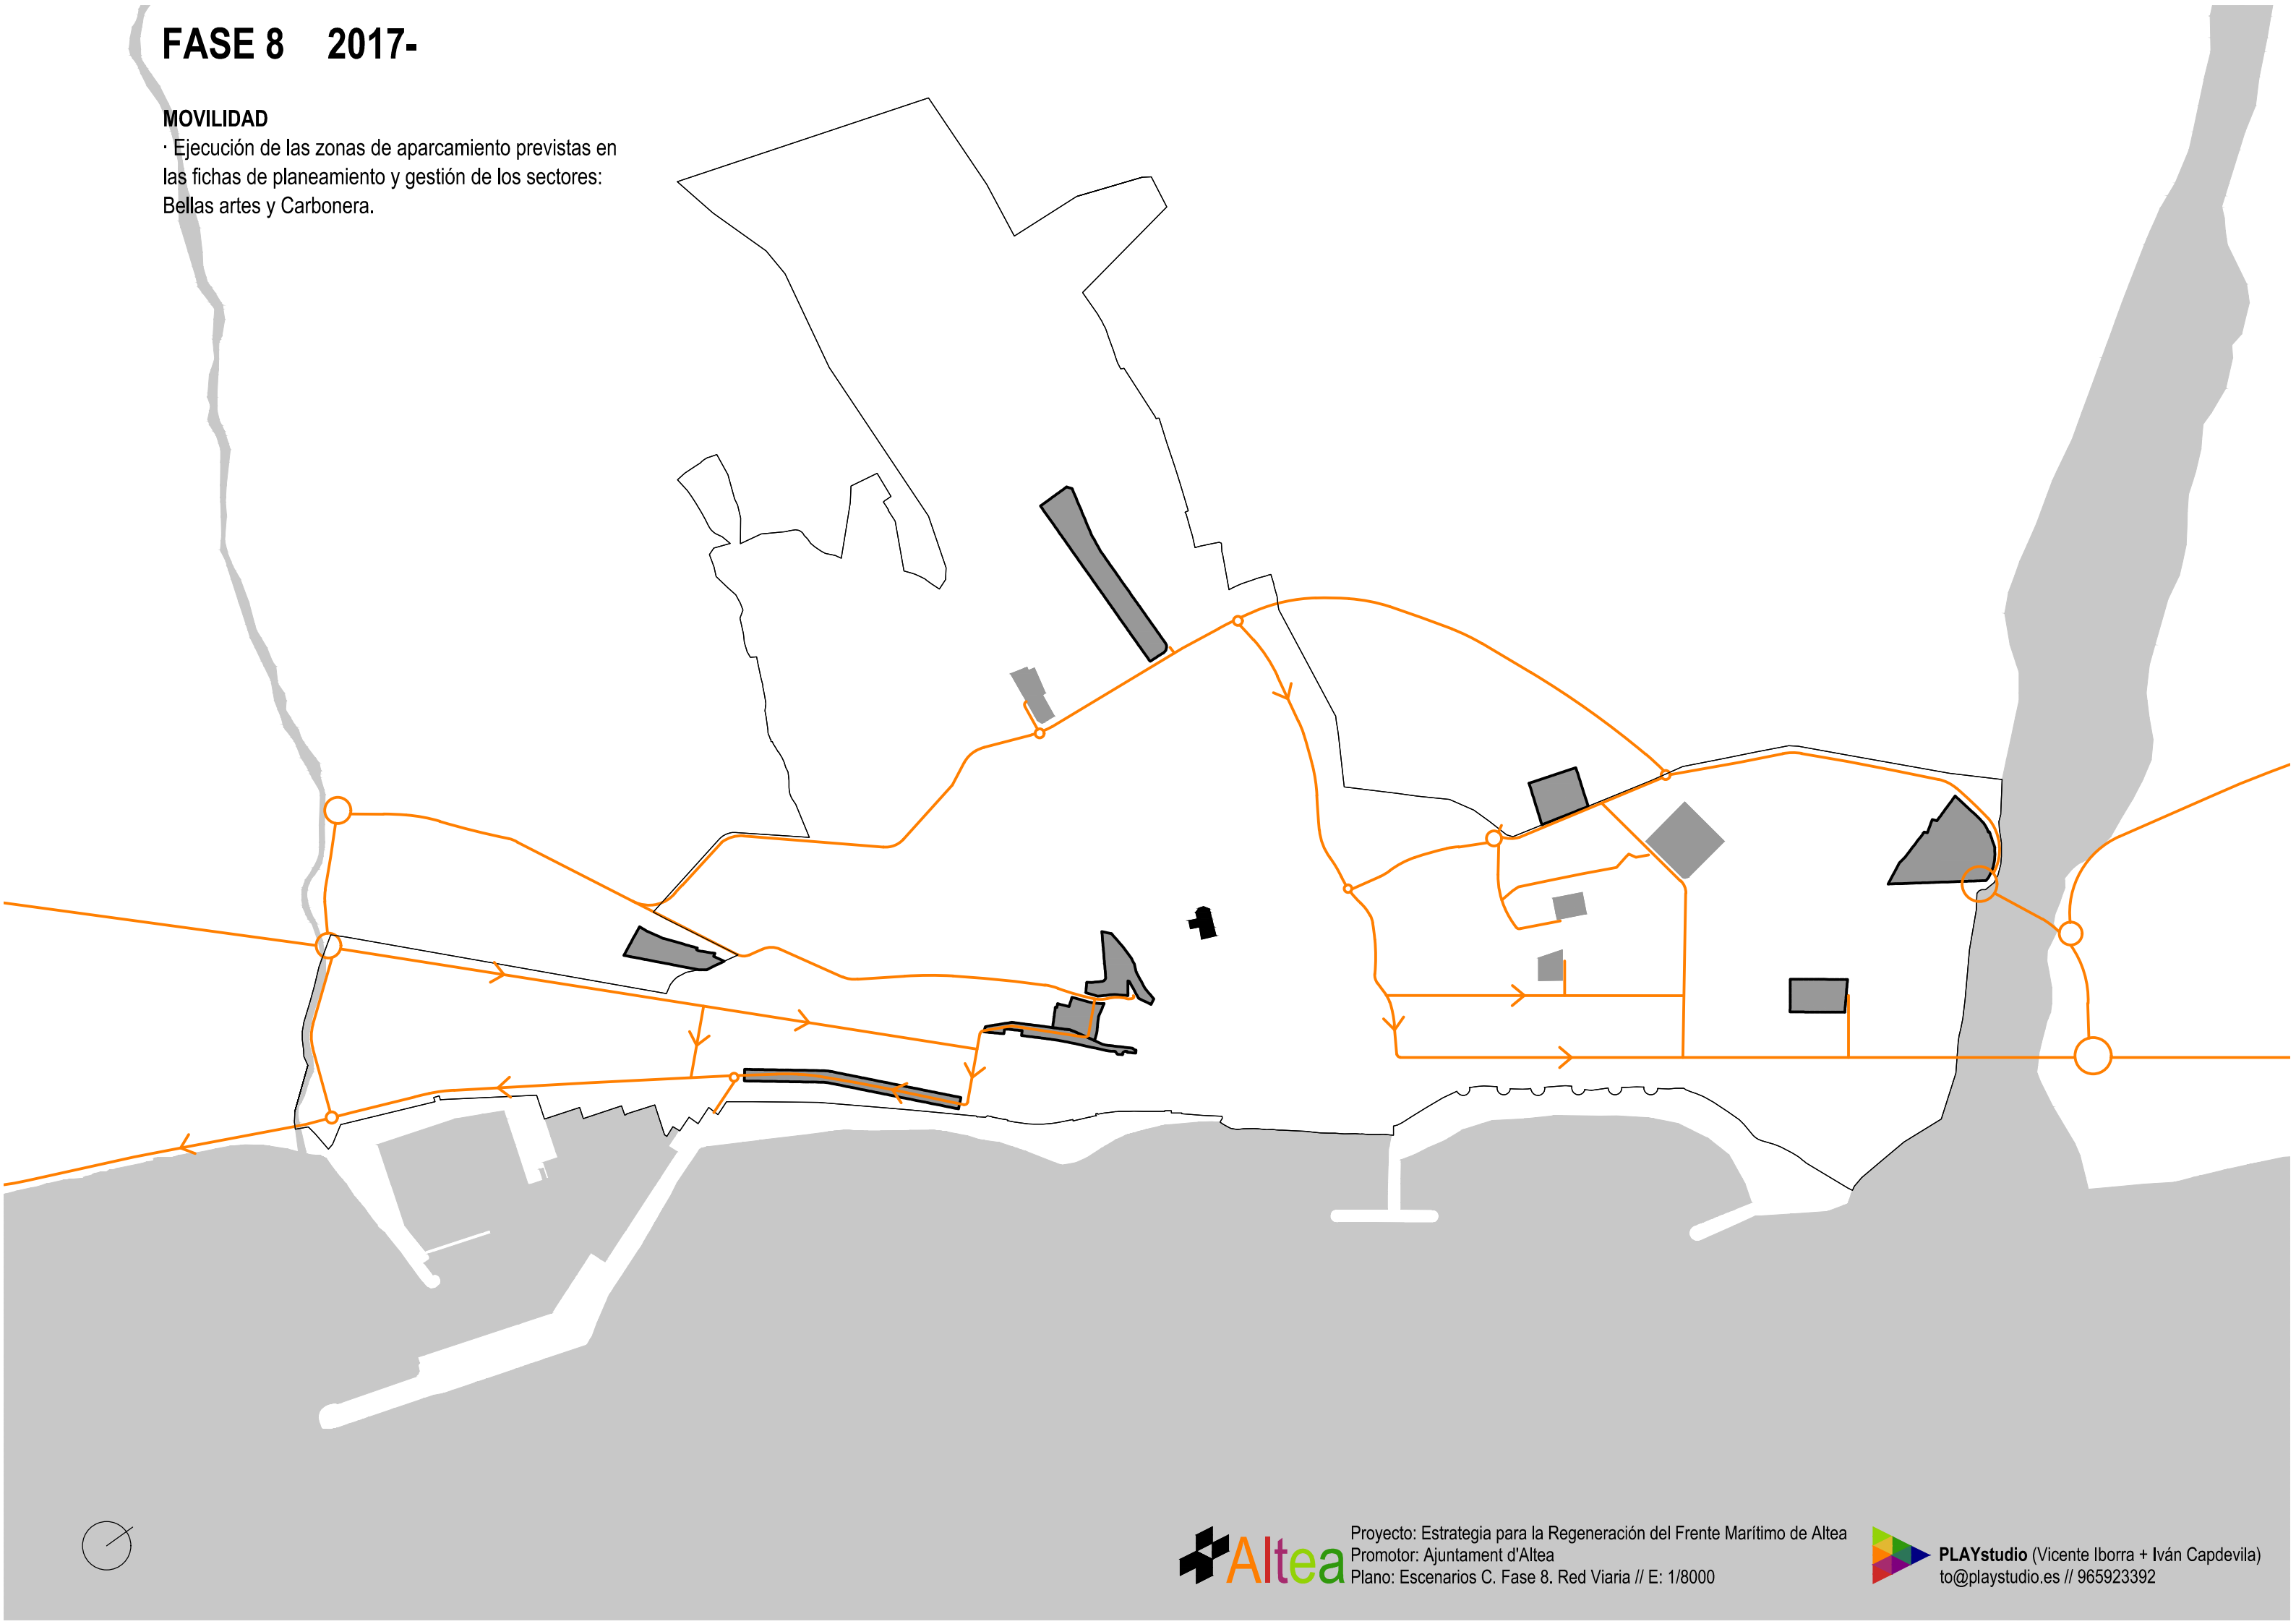 FASE 8 2017-
MOVILIDAD
· Ejecución de las zonas de aparcamiento previstas en
las fichas de planeamiento y gestión de los sectores:
Bellas artes y Carbonera.
Altea
Proyecto: Estrategia para la Regeneración del Frente Marítimo de Altea
Promotor: Ajuntament d'Altea
Plano: Escenarios C. Fase 8. Red Viaria // E: 1/8000
PLAYstudio (Vicente Iborra + Iván Capdevila)
to@playstudio.es // 965923392